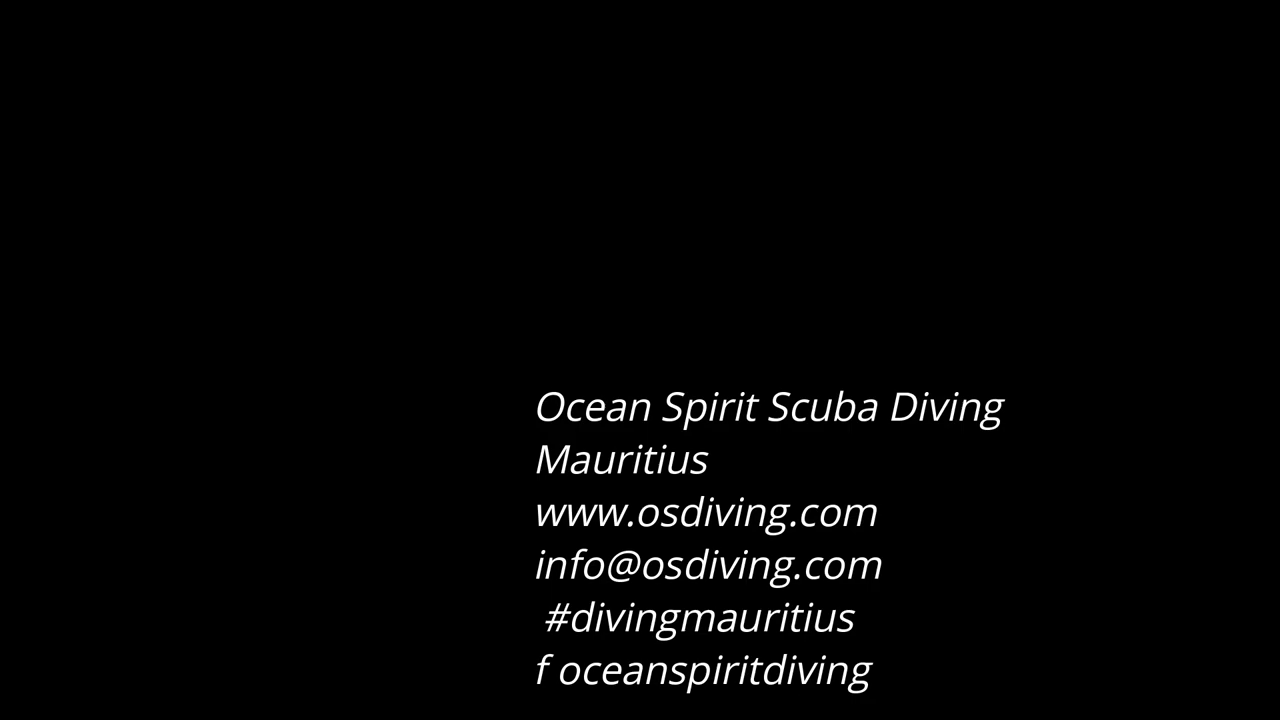 Ocean Spirit Scuba Diving
Mauritius
www.osdiving.com
info@osdiving.com
#divingmauritius
f oceanspiritdiving